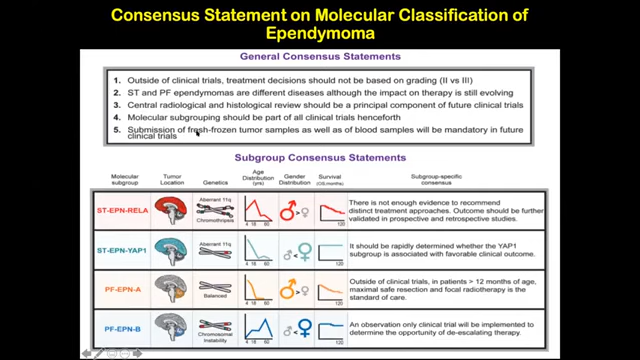 Consensus Statement on Molecular Classification of
Ependymoma
General Consensus Statements
1. Outside of clinical trials, treatment decisions should not be based on grading (II vs III)
2. ST and PF ependymomas are different diseases although the impact on therapy is still evolving
3. Central radiological and histological review should be a principal component of future clinical trials
4. Molecular subgrouping should be part of all clinical trials henceforth
5. Submission of fresh-frozen tumor samples as well as of blood samples will be mandatory in future
clinical trials
Subgroup Consensus Statements
Molecular subgroup
Tumor Location
Genetics
Age Distribution (yrs)
Gender Distribution
Survival (OS, months)
Subgroup-specific consensus
ST-EPN-RELA
Aberrant 11q
Chromothripsis
4 18 60
>
120
There is not enough evidence to recommend
distinct treatment approaches. Outcome should be further
validated in prospective and retrospective studies.
ST-EPN-YAP1
Aberrant 11q
4 18 60
<
120
It should be rapidly determined whether the YAP1
subgroup is associated with favorable clinical outcome.
PF-EPN-A
Balanced
4 18 60
>
120
Outside of clinical trials, in patients > 12 months of age,
maximal safe resection and focal radiotherapy is the
standard of care.
PF-EPN-B
Chromosomal
Instability
4 18 60
<
120
An observation only clinical trial will be implemented to
determine the opportunity of de-escalating therapy.